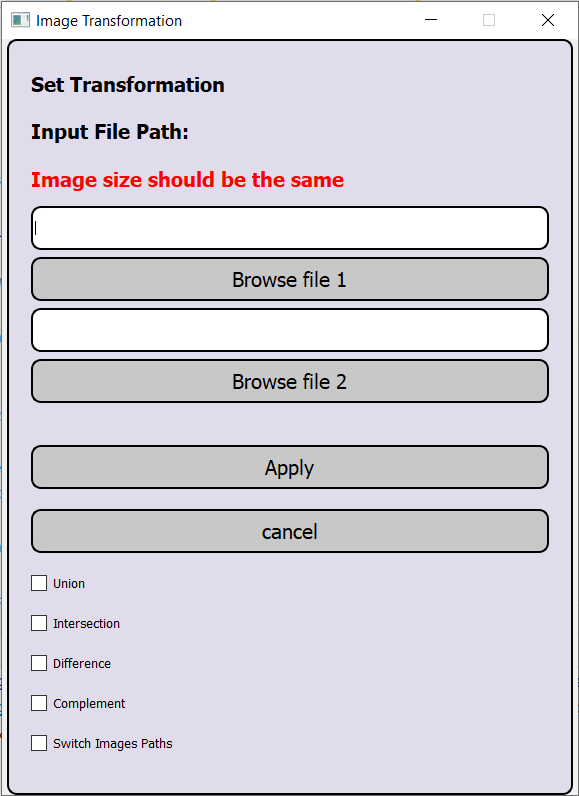 Image Transformation
Set Transformation
Input File Path:
Image size should be the same
Browse file 1
Browse file 2
Apply
cancel
Union
Intersection
Difference
Complement
Switch Images Paths